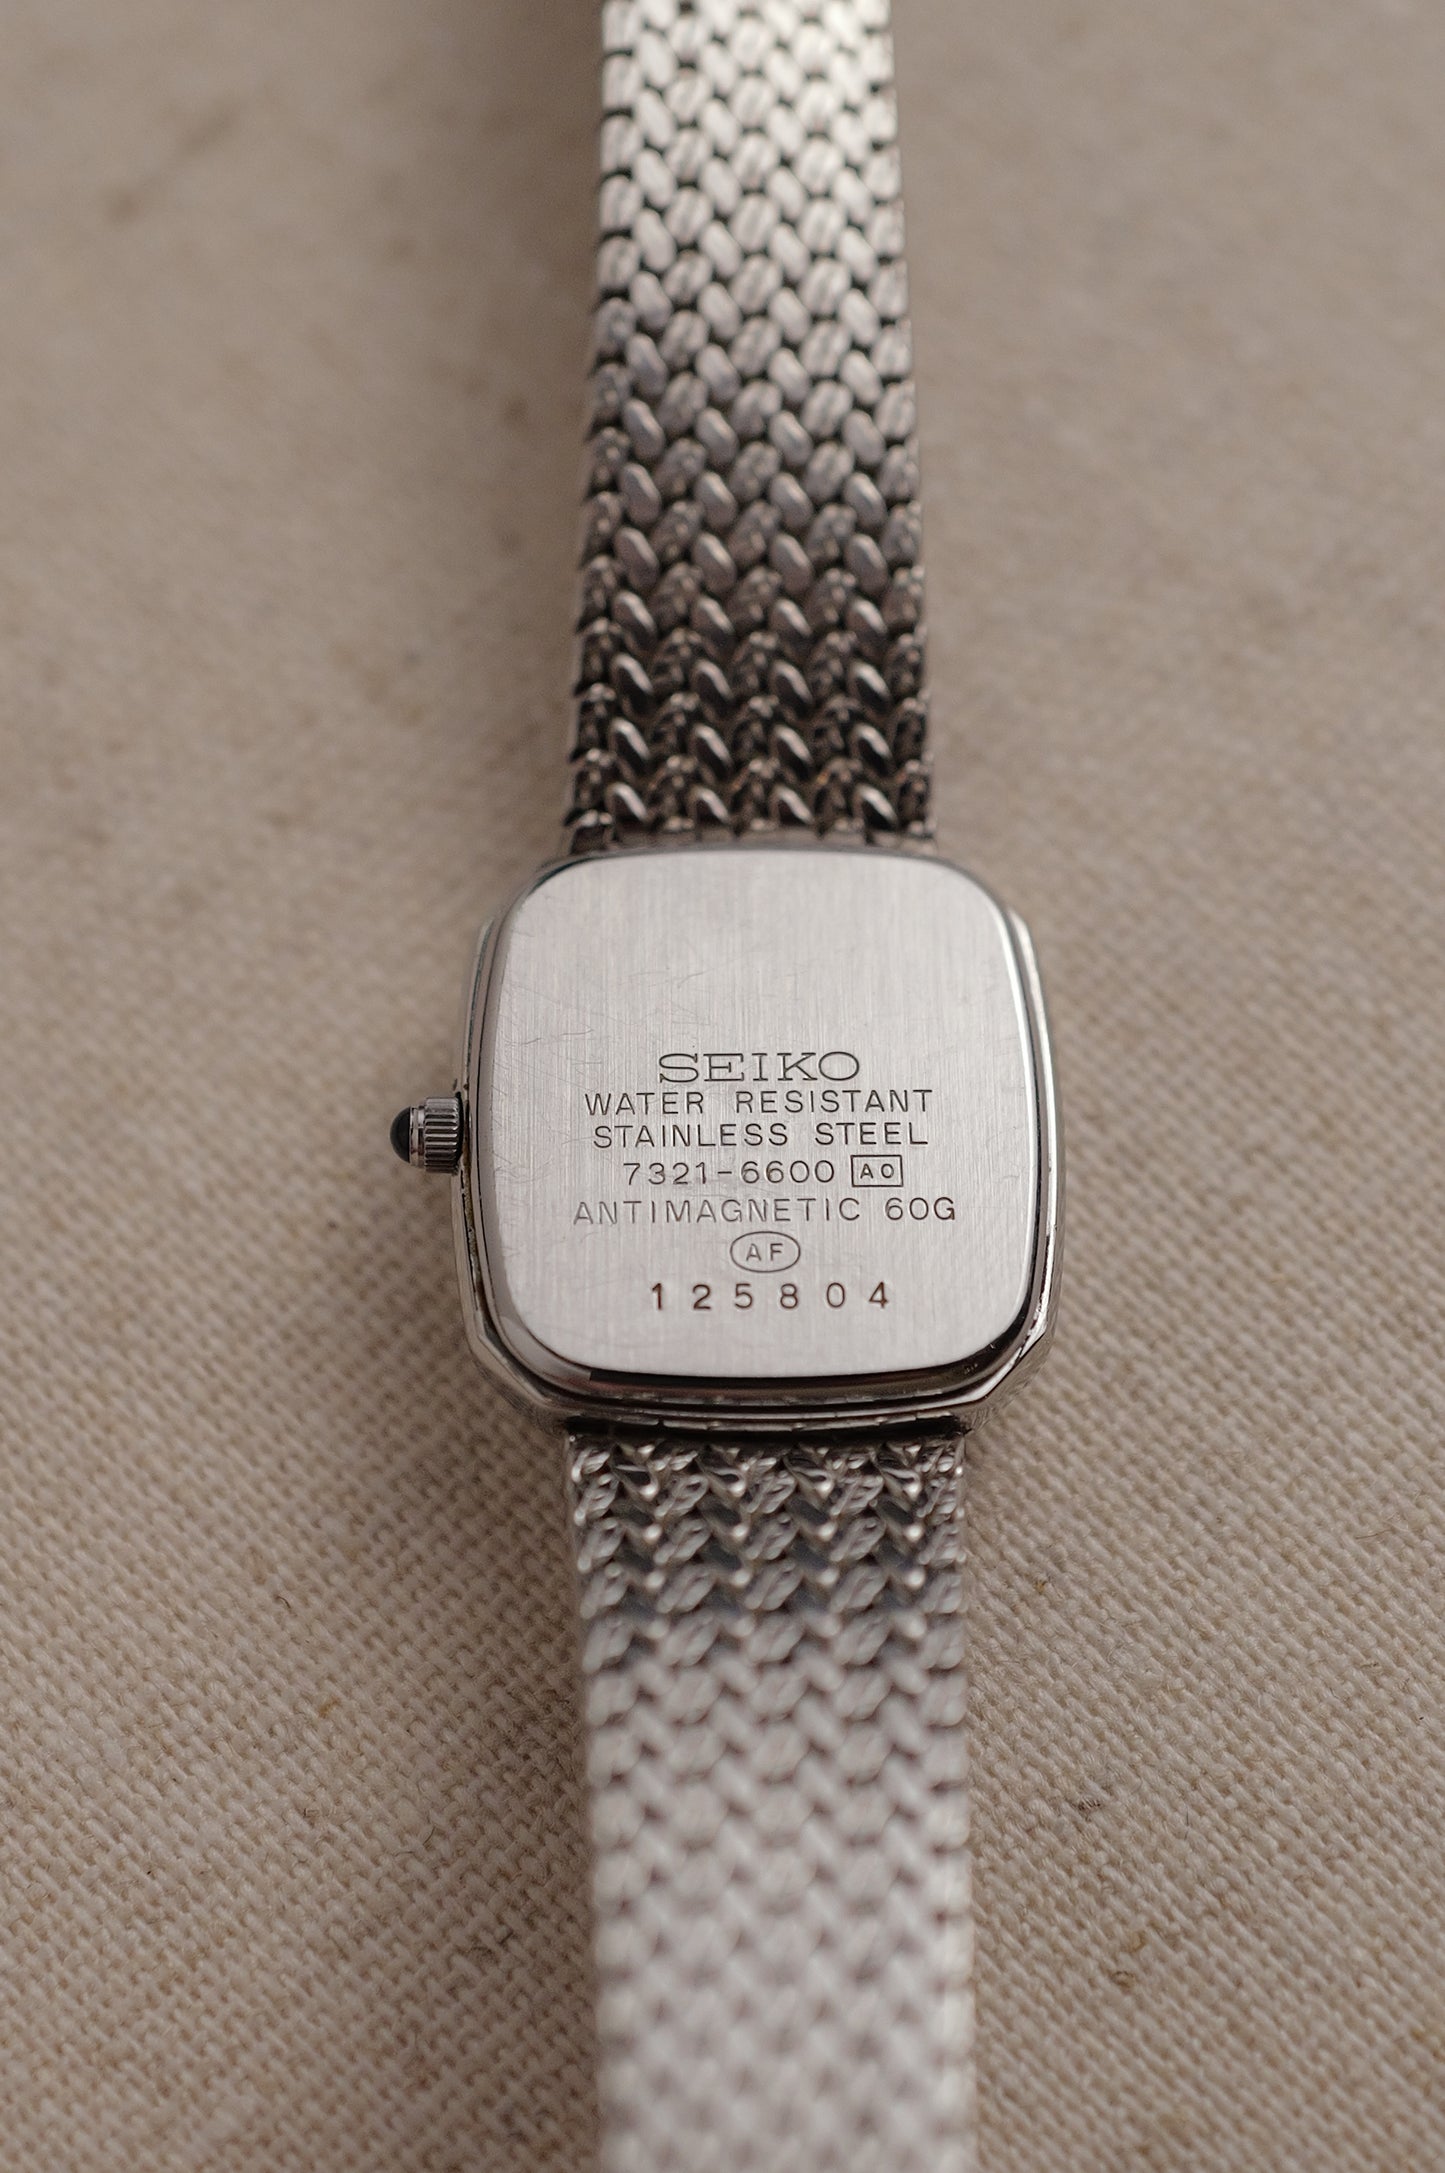 SEIKO
WATER RESISTANT
STAINLESS STEEL
7321-6600 AO
ANTIMAGNETIC 60G
AF
125804